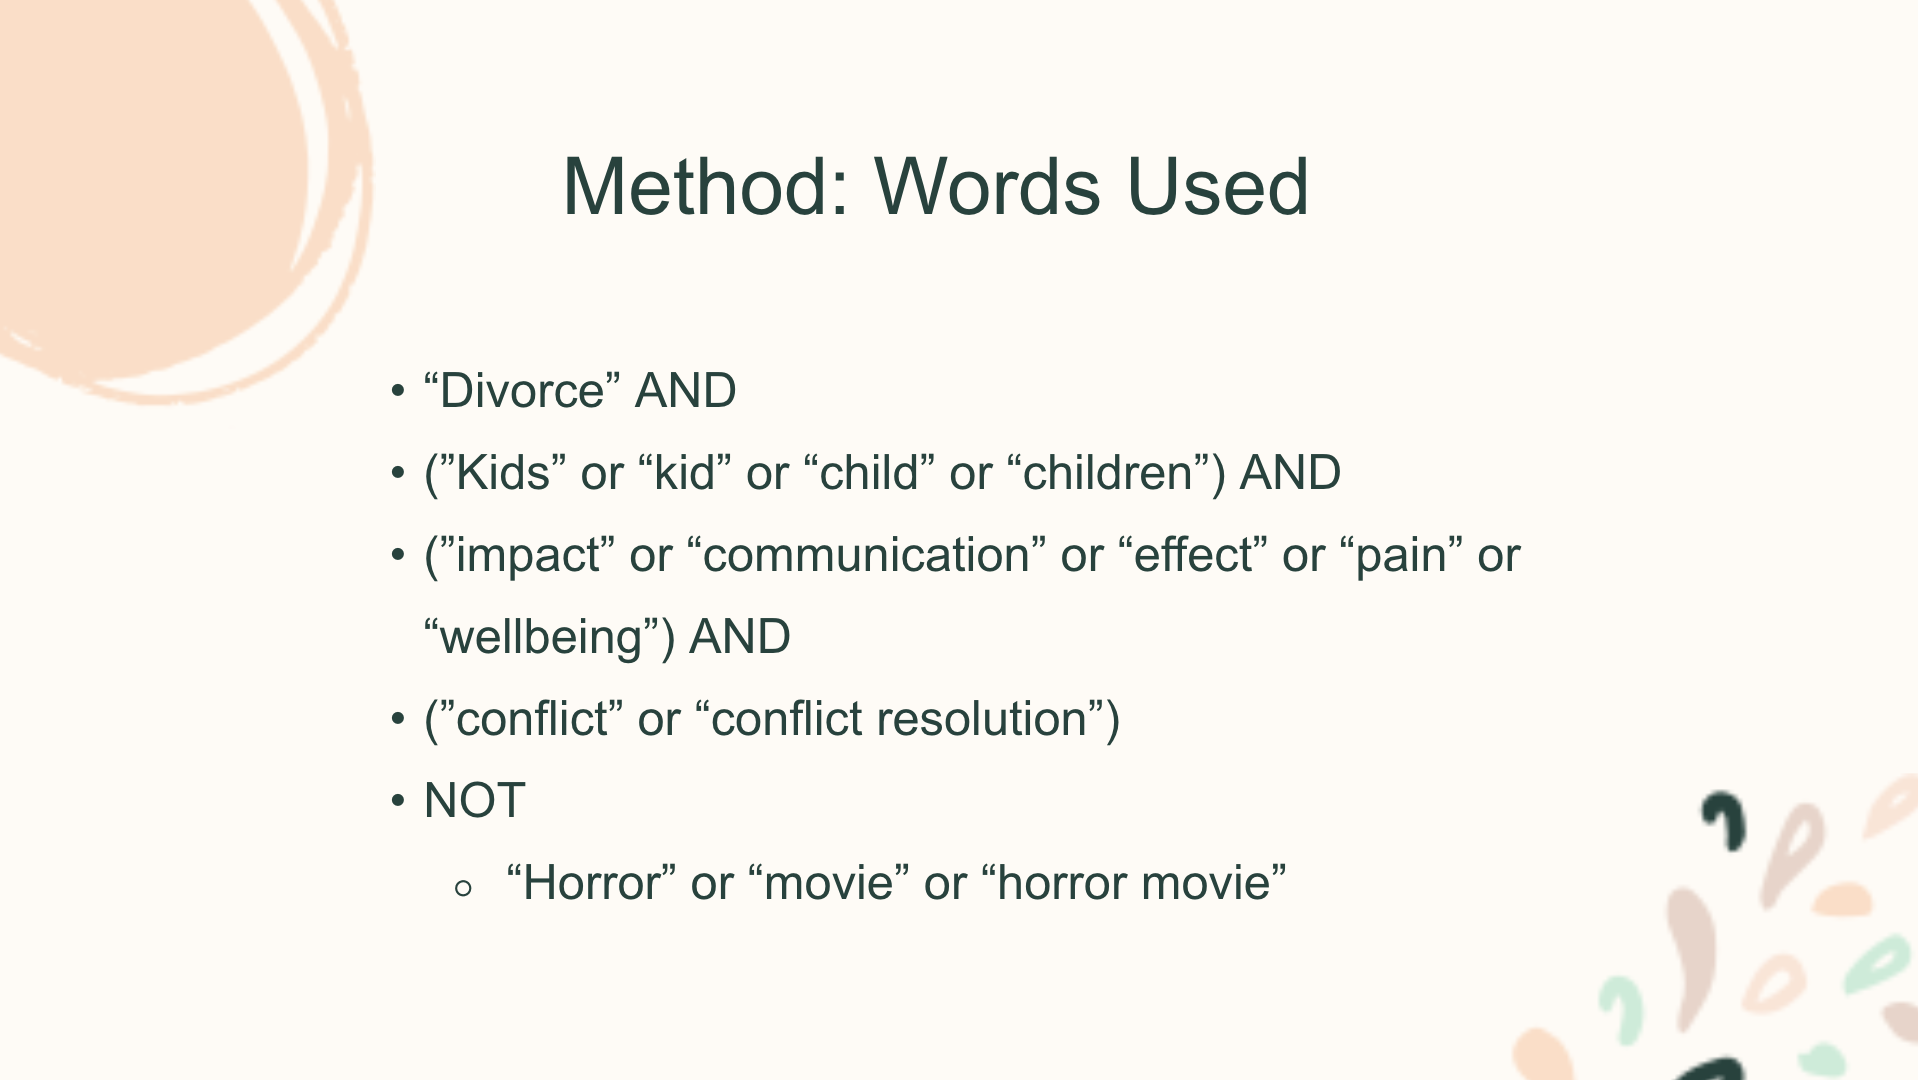 Method: Words Used
• “Divorce” AND
• (”Kids” or “kid” or “child” or “children”) AND
• (”impact” or “communication” or “effect” or “pain” or
“wellbeing”) AND
• (”conflict” or “conflict resolution”)
• NOT
○ “Horror” or “movie” or “horror movie”